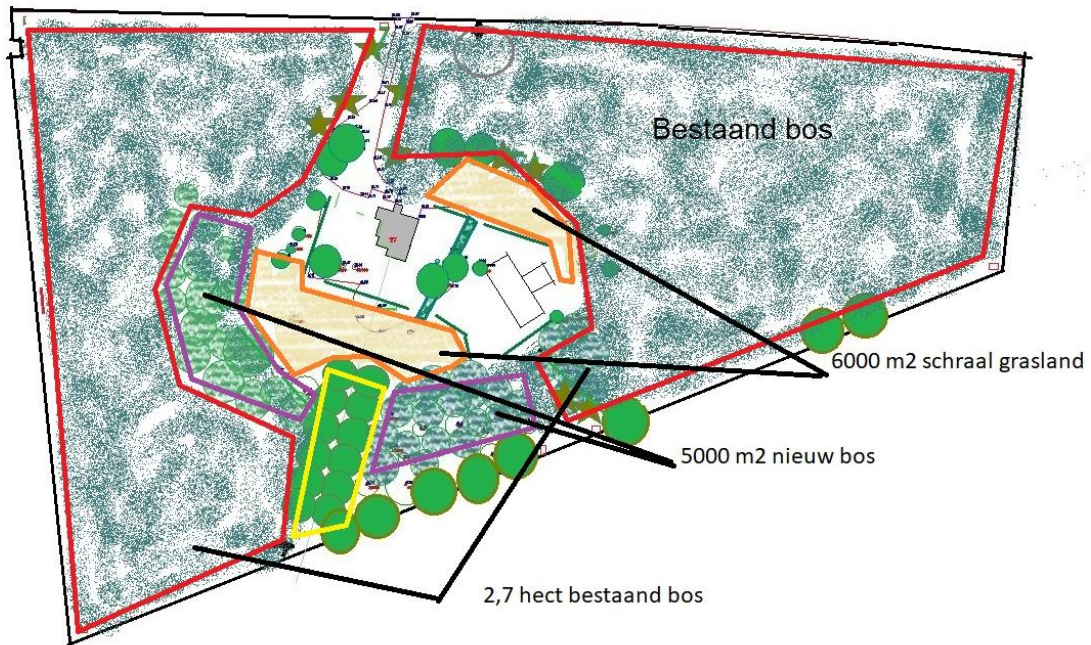 Bestaand bos
6000 m2 schraal grasland
5000 m2 nieuw bos
2,7 hect bestaand bos